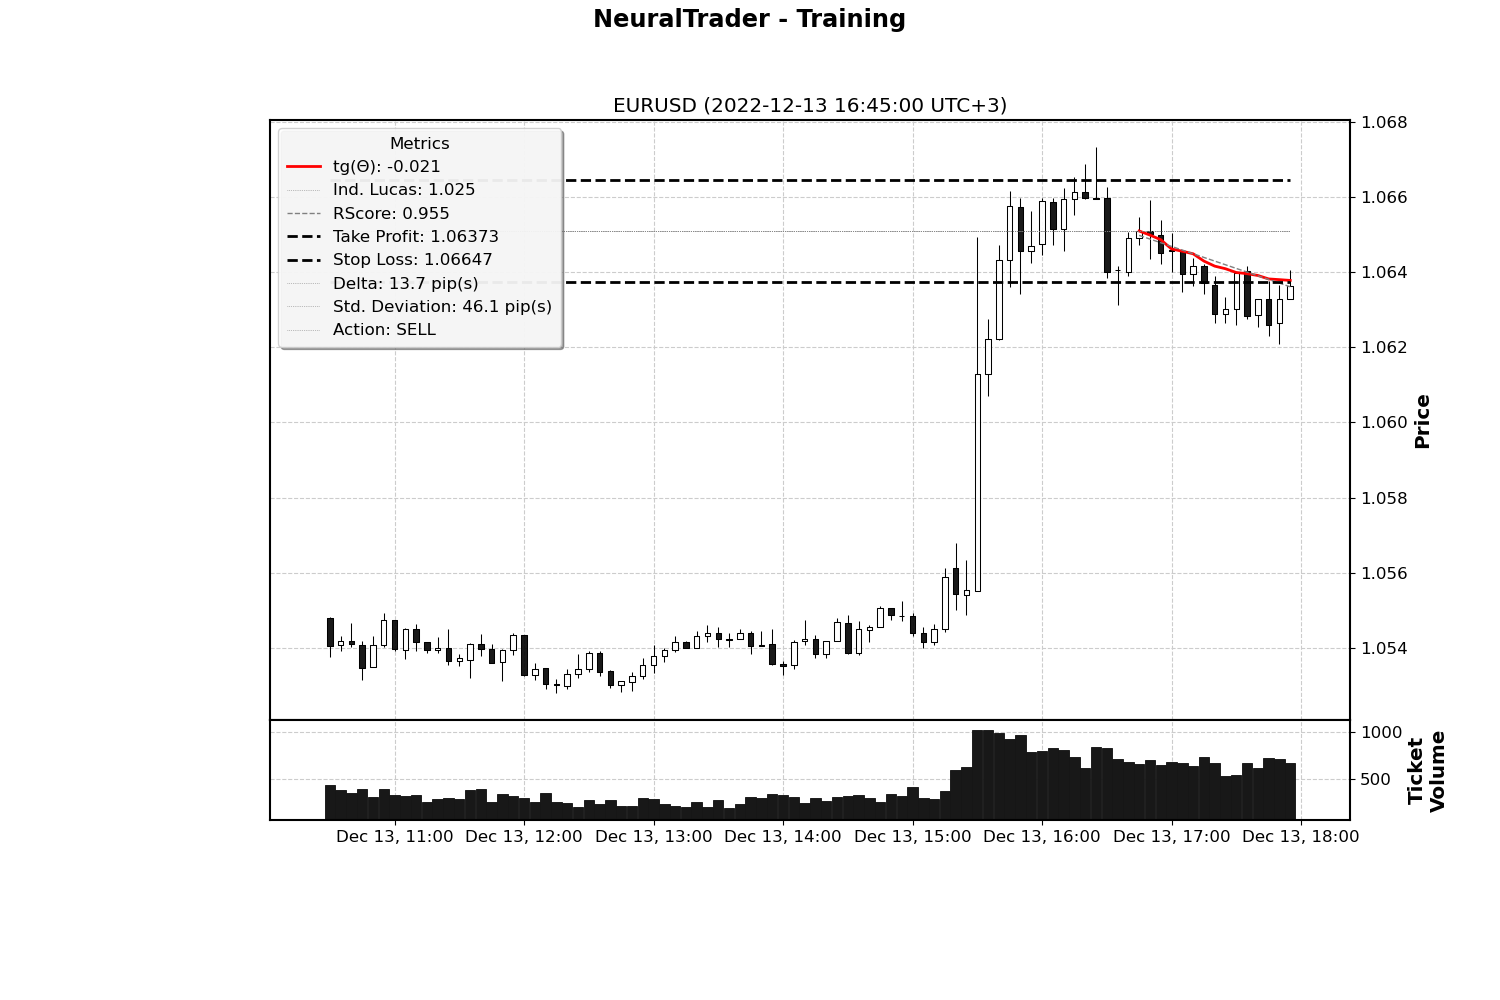 NeuralTrader - Training
EURUSD (2022-12-13 16:45:00 UTC+3)
Metrics
tg(Θ): -0.021
Ind. Lucas: 1.025
RScore: 0.955
Take Profit: 1.06373
Stop Loss: 1.06647
Delta: 13.7 pip(s)
Std. Deviation: 46.1 pip(s)
Action: SELL
1.068
1.066
1.064
1.062
1.060
1.058
1.056
1.054
Price
1000
500
Ticket
Volume
Dec 13, 11:00 Dec 13, 12:00 Dec 13, 13:00 Dec 13, 14:00 Dec 13, 15:00 Dec 13, 16:00 Dec 13, 17:00 Dec 13, 18:00